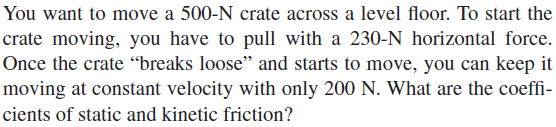 You want to move a 500-N crate across a level floor. To start the
crate moving, you have to pull with a 230-N horizontal force.
Once the crate “breaks loose” and starts to move, you can keep it
moving at constant velocity with only 200 N. What are the coeffi-
cients of static and kinetic friction?